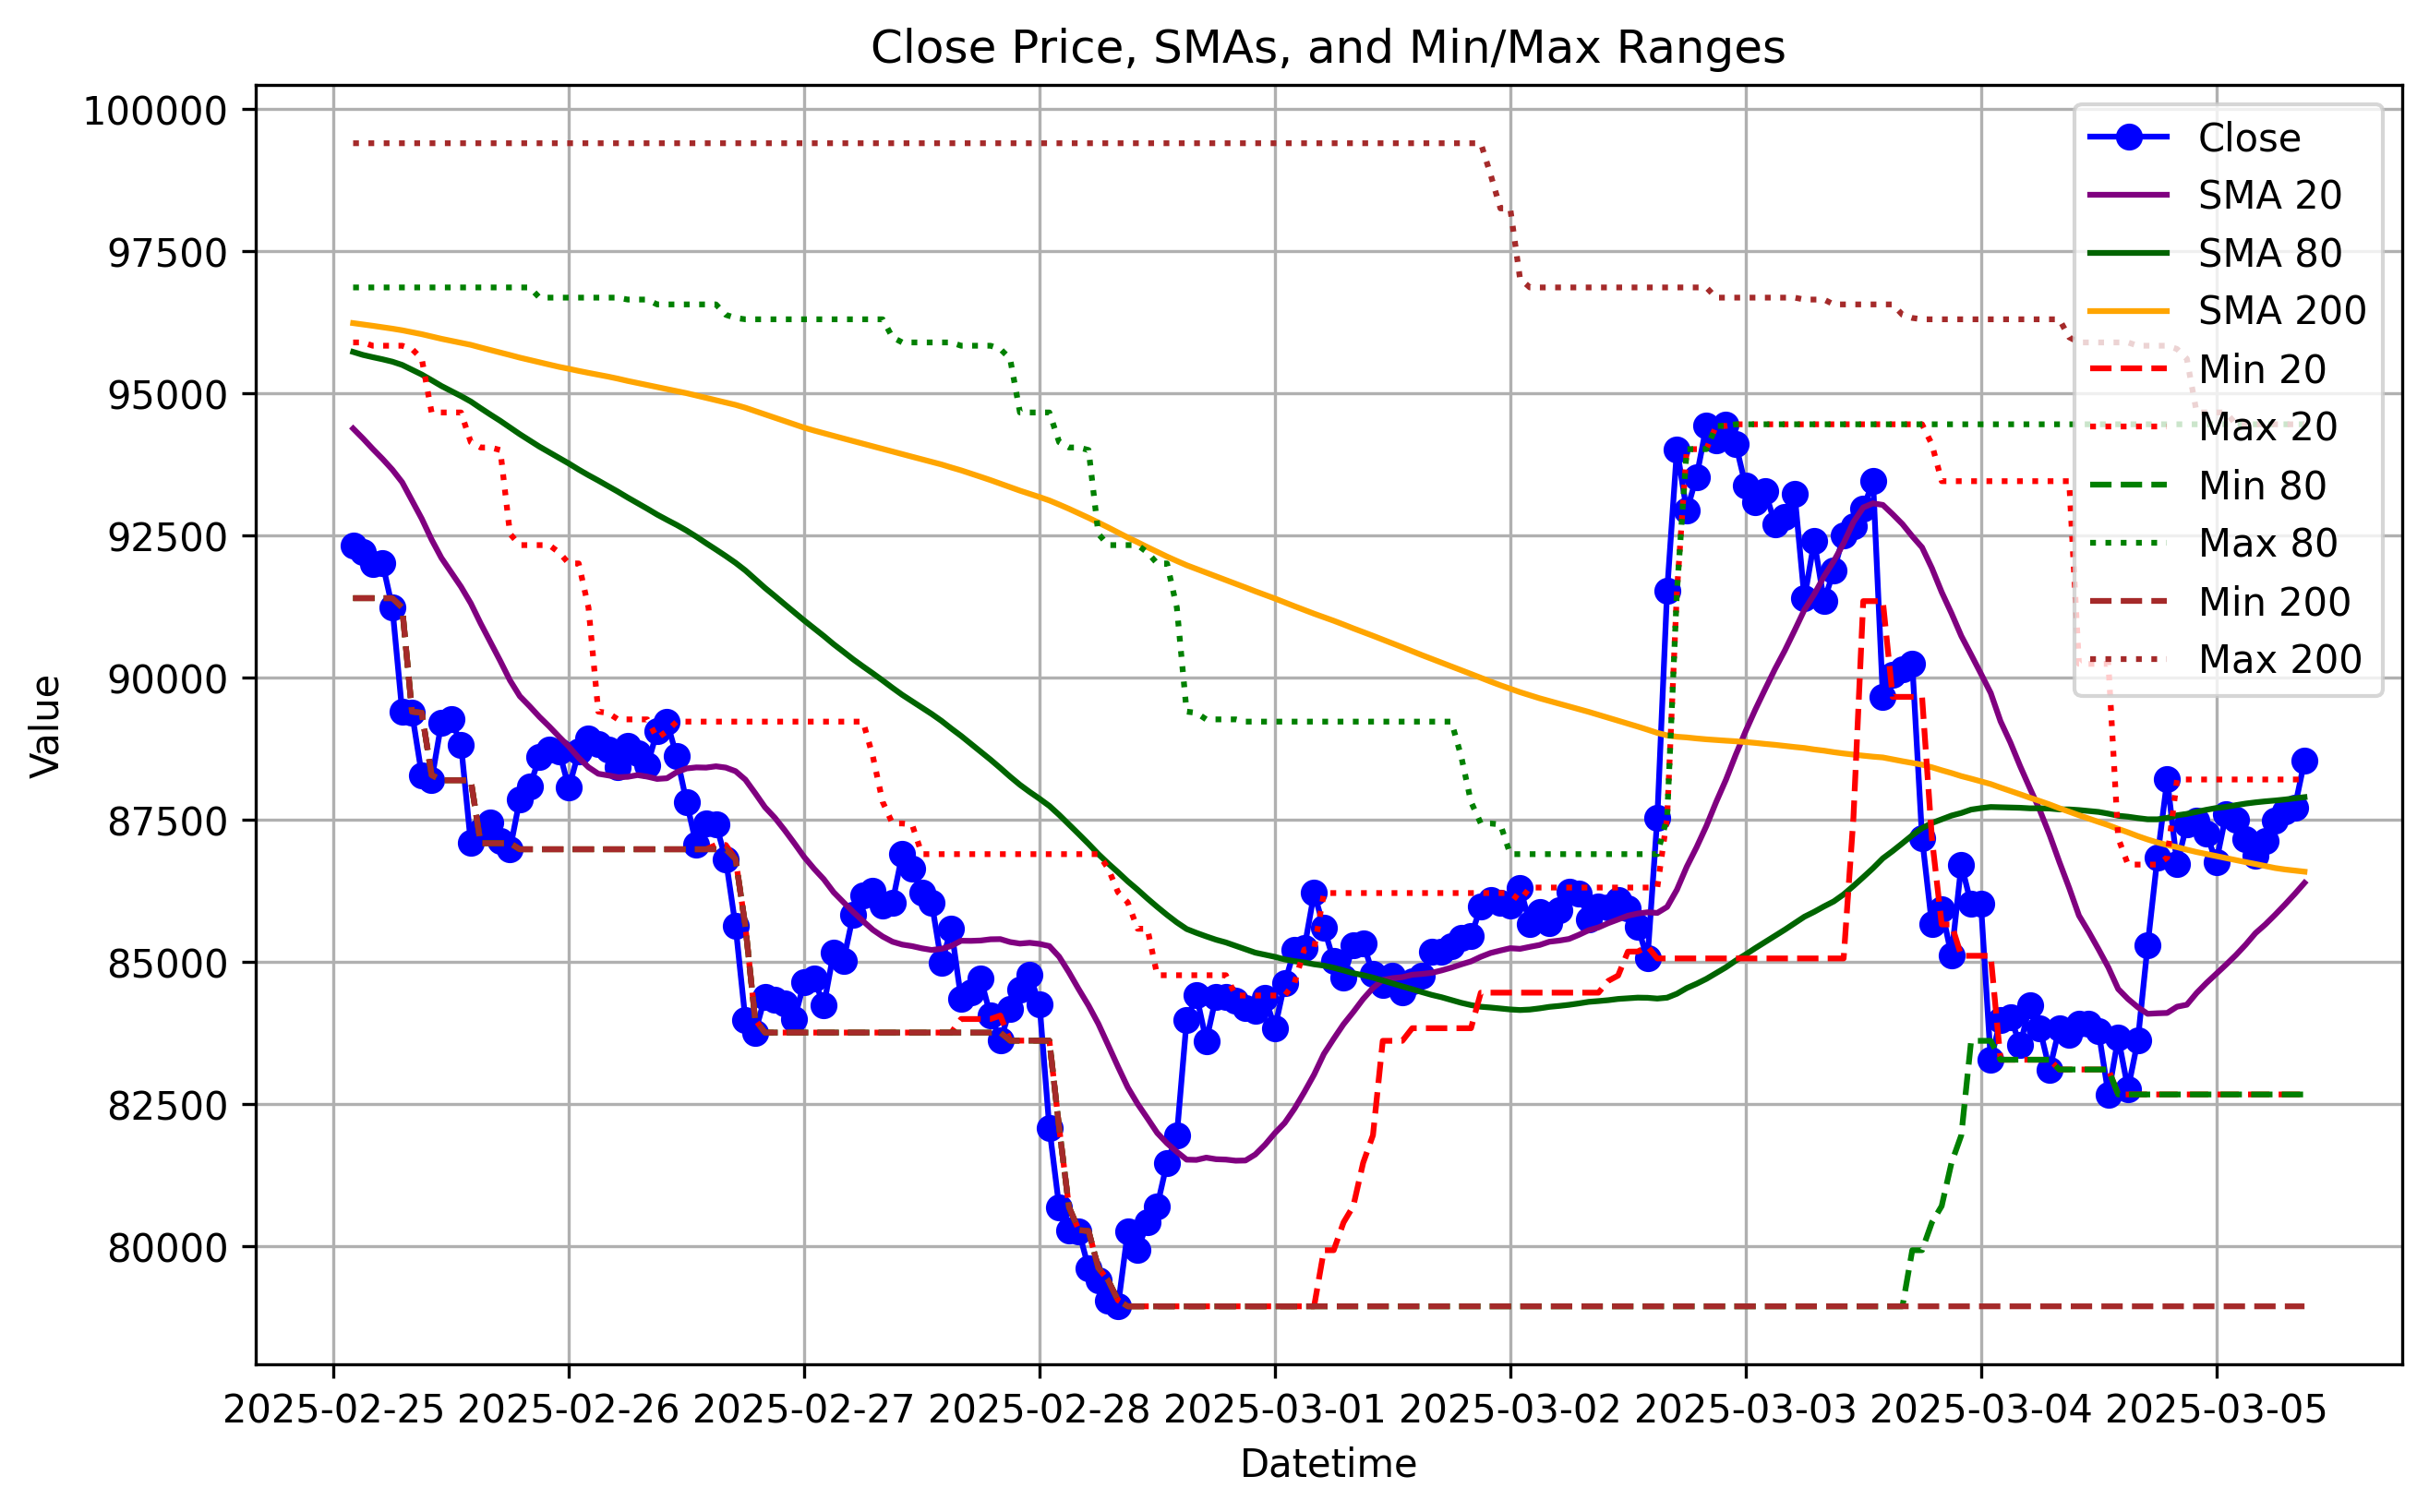 Close Price, SMAs, and Min/Max Ranges
100000
97500
95000
92500
90000
87500
85000
82500
80000
Value
Close
SMA 20
SMA 80
SMA 200
Min 20
Max 20
Min 80
Max 80
Min 200
Max 200
2025-02-25 2025-02-26 2025-02-27 2025-02-28 2025-03-01 2025-03-02 2025-03-03 2025-03-04 2025-03-05
Datetime